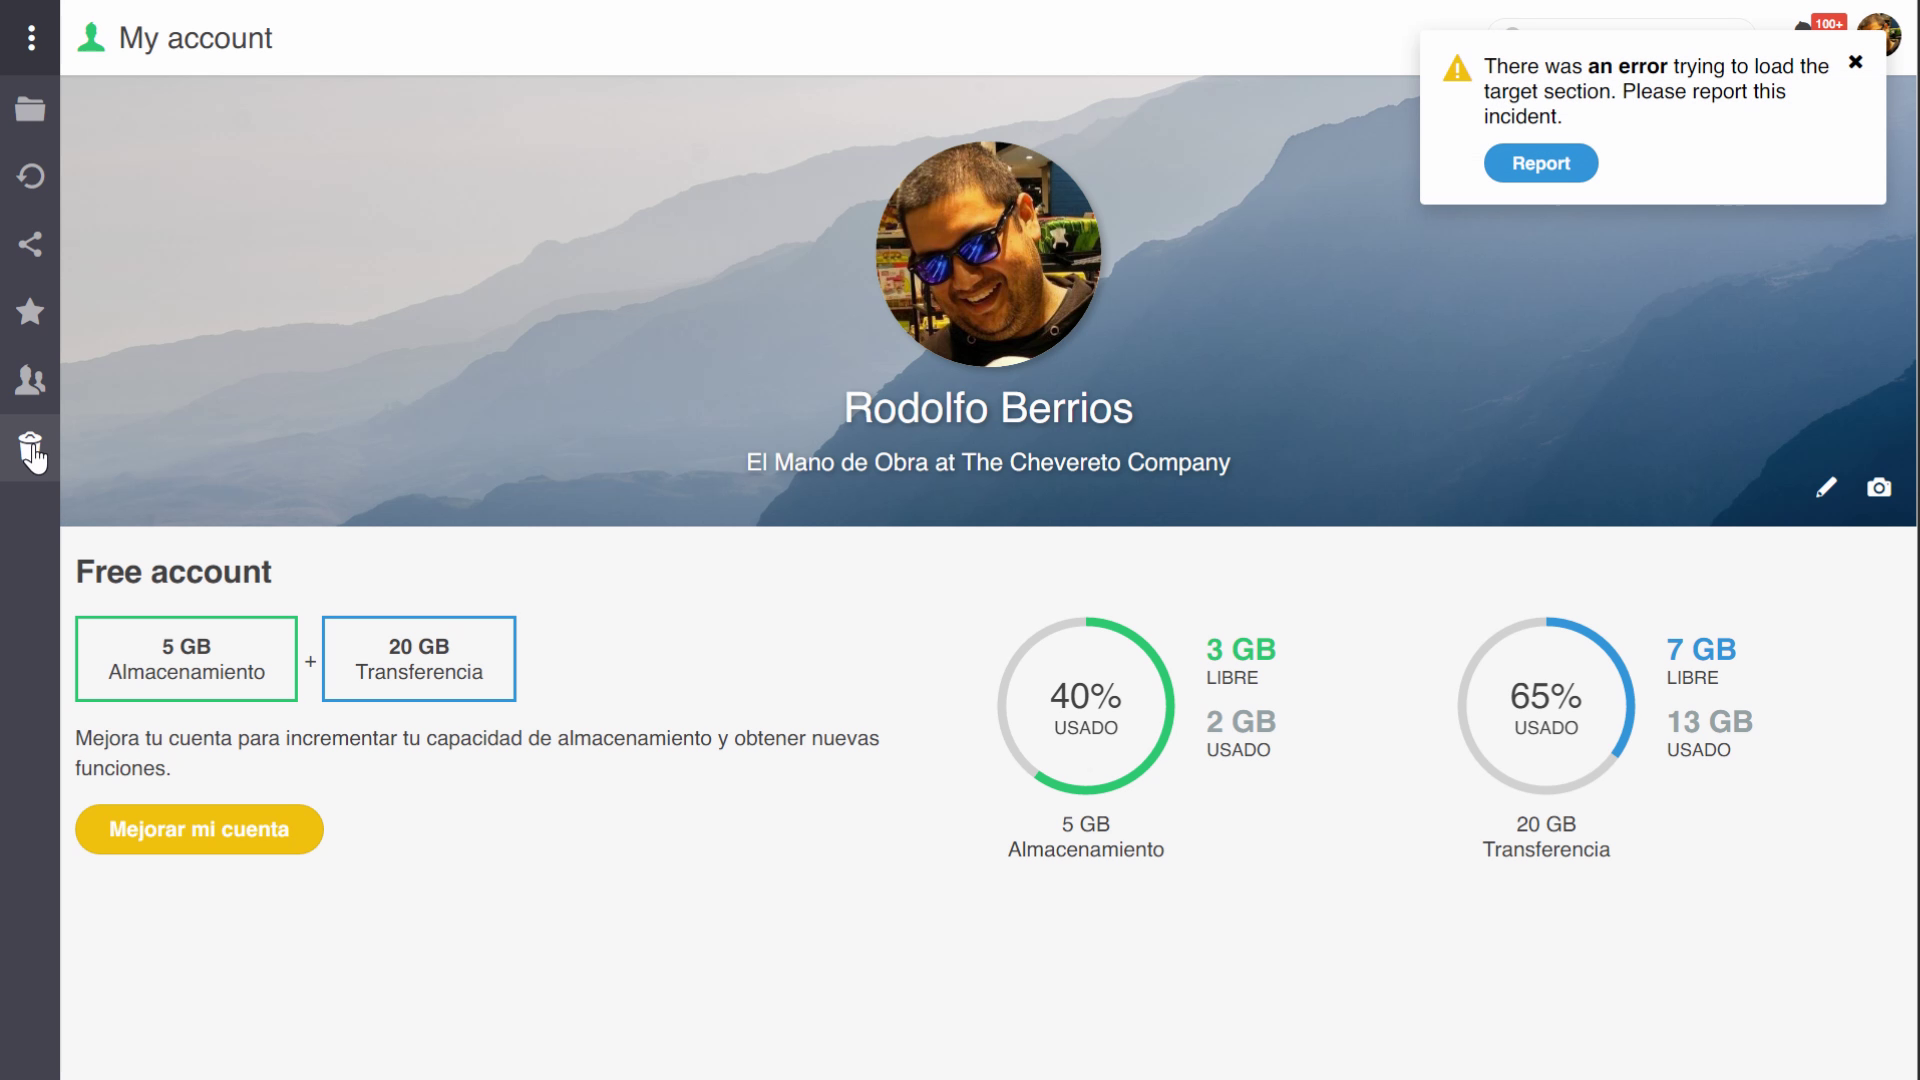 My account
100+
There was an error trying to load the
target section. Please report this
incident.
Report
Rodolfo Berrios
El Mano de Obra at The Chevereto Company
Free account
5 GB
Almacenamiento
+
20 GB
Transferencia
Mejora tu cuenta para incrementar tu capacidad de almacenamiento y obtener nuevas
funciones.
Mejorar mi cuenta
40%
USADO
3 GB
LIBRE
2 GB
USADO
5 GB
Almacenamiento
65%
USADO
7 GB
LIBRE
13 GB
USADO
20 GB
Transferencia